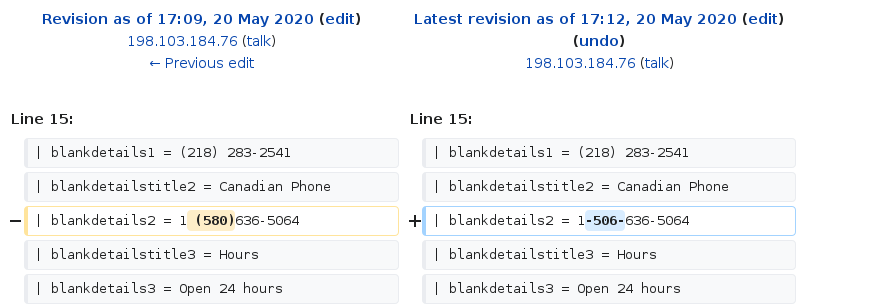 Revision as of 17:09, 20 May 2020 (edit)
198.103.184.76 (talk)
← Previous edit
Latest revision as of 17:12, 20 May 2020 (edit)
(undo)
198.103.184.76 (talk)
Line 15:
Line 15:
| blankdetails1 = (218) 283-2541
| blankdetails1 = (218) 283-2541
| blankdetailstitle2 = Canadian Phone
| blankdetailstitle2 = Canadian Phone
− | blankdetails2 = 1 (580)636-5064
+ | blankdetails2 = 1-506-636-5064
| blankdetailstitle3 = Hours
| blankdetailstitle3 = Hours
| blankdetails3 = Open 24 hours
| blankdetails3 = Open 24 hours